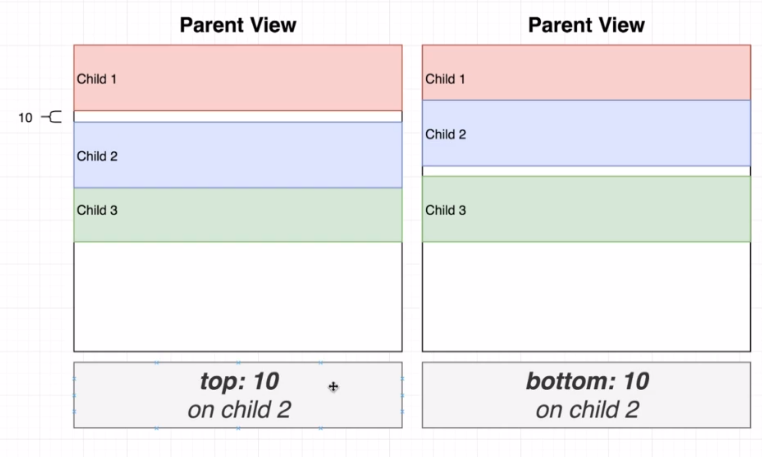 Parent View
Child 1
10
Child 2
Child 3
top: 10
on child 2
Parent View
Child 1
Child 2
Child 3
bottom: 10
on child 2